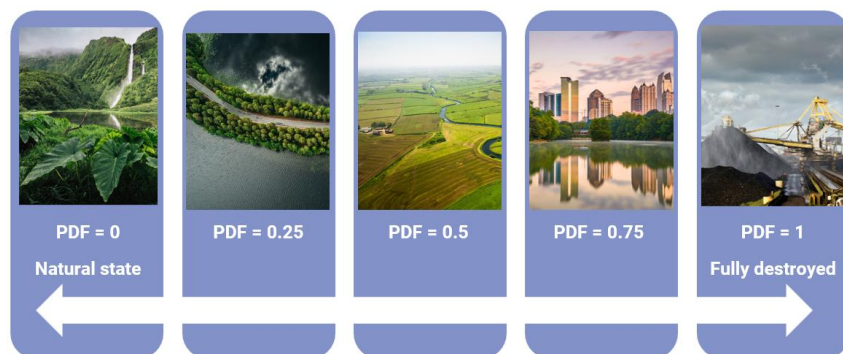 PDF = 0
PDF = 0.25
PDF = 0.5
PDF = 0.75
PDF = 1
Natural state
Fully destroyed